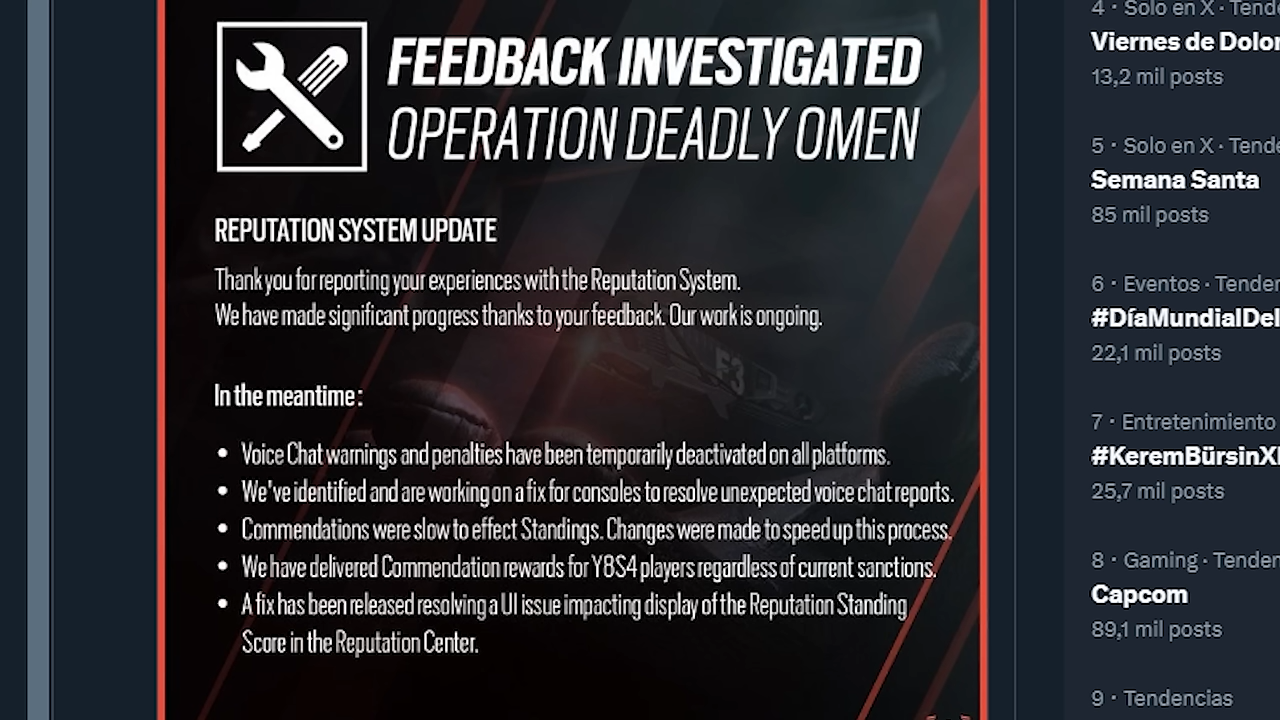 FEEDBACK INVESTIGATED
OPERATION DEADLY OMEN
REPUTATION SYSTEM UPDATE
Thank you for reporting your experiences with the Reputation System.
We have made significant progress thanks to your feedback. Our work is ongoing.
In the meantime:
• Voice Chat warnings and penalties have been temporarily deactivated on all platforms.
• We've identified and are working on a fix for consoles to resolve unexpected voice chat reports.
• Commendations were slow to effect Standings. Changes were made to speed up this process.
• We have delivered Commendation rewards for Y8S4 players regardless of current sanctions.
• A fix has been released resolving a UI issue impacting display of the Reputation Standing
Score in the Reputation Center.
F3
4 · Solo en X · Tende
Viernes de Dolor
13,2 mil posts
5 · Solo en X · Tende
Semana Santa
85 mil posts
6 · Eventos · Tender
#DíaMundialDel
22,1 mil posts
7 · Entretenimiento
#KeremBürsinX
25,7 mil posts
8 · Gaming · Tender
Capcom
89,1 mil posts
9 · Tendencias